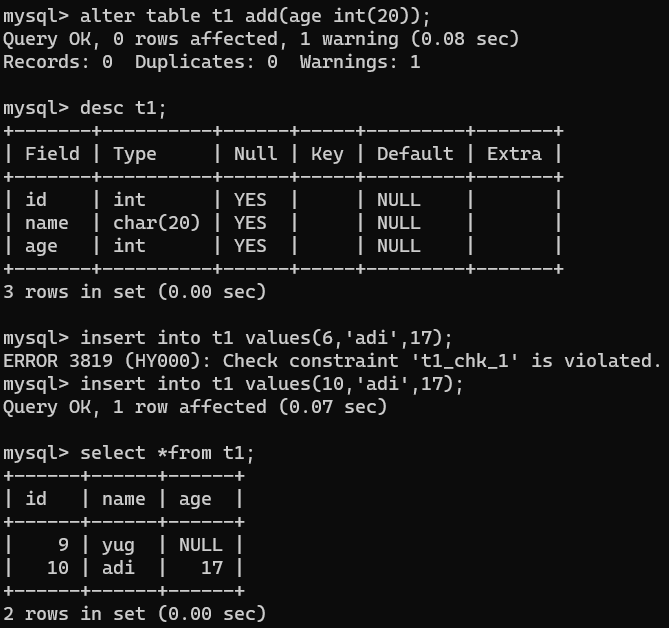 mysql> alter table t1 add(age int(20));
Query OK, 0 rows affected, 1 warning (0.08 sec)
Records: 0  Duplicates: 0  Warnings: 1

mysql> desc t1;
+-------+----------+------+-----+---------+-------+
| Field | Type     | Null | Key | Default | Extra |
+-------+----------+------+-----+---------+-------+
| id    | int      | YES  |     | NULL    |       |
| name  | char(20) | YES  |     | NULL    |       |
| age   | int      | YES  |     | NULL    |       |
+-------+----------+------+-----+---------+-------+
3 rows in set (0.00 sec)

mysql> insert into t1 values(6,'adi',17);
ERROR 3819 (HY000): Check constraint 't1_chk_1' is violated.
mysql> insert into t1 values(10,'adi',17);
Query OK, 1 row affected (0.07 sec)

mysql> select *from t1;
+------+------+------+
| id   | name | age  |
+------+------+------+
|    9 | yug  | NULL |
|   10 | adi  |   17 |
+------+------+------+
2 rows in set (0.00 sec)